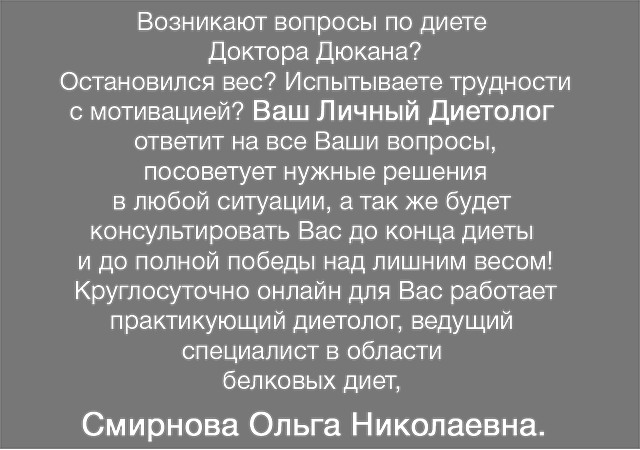 Возникают вопросы по диете
Доктора Дюкана?
Остановился вес? Испытываете трудности
с мотивацией? Ваш Личный Диетолог
ответит на все Ваши вопросы,
посоветует нужные решения
в любой ситуации, а так же будет
консультировать Вас до конца диеты
и до полной победы над лишним весом!
Круглосуточно онлайн для Вас работает
практикующий диетолог, ведущий
специалист в области
белковых диет,
Смирнова Ольга Николаевна.